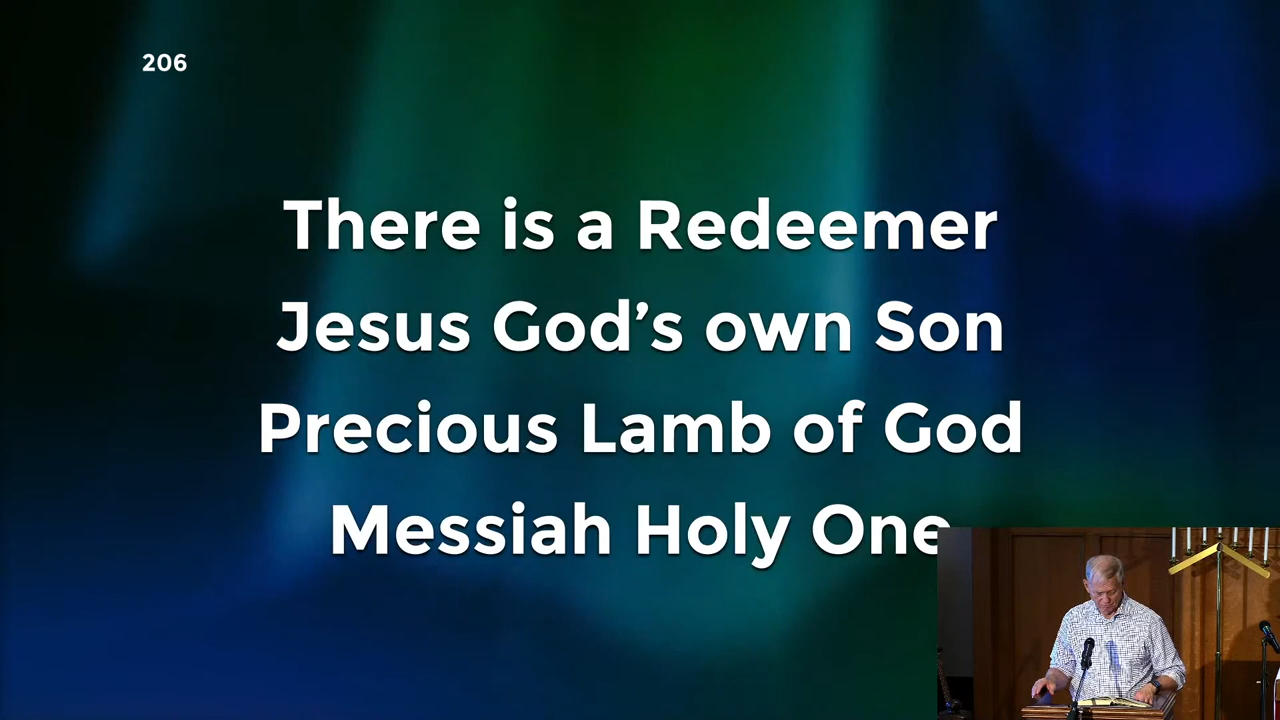 206
There is a Redeemer
Jesus God’s own Son
Precious Lamb of God
Messiah Holy One